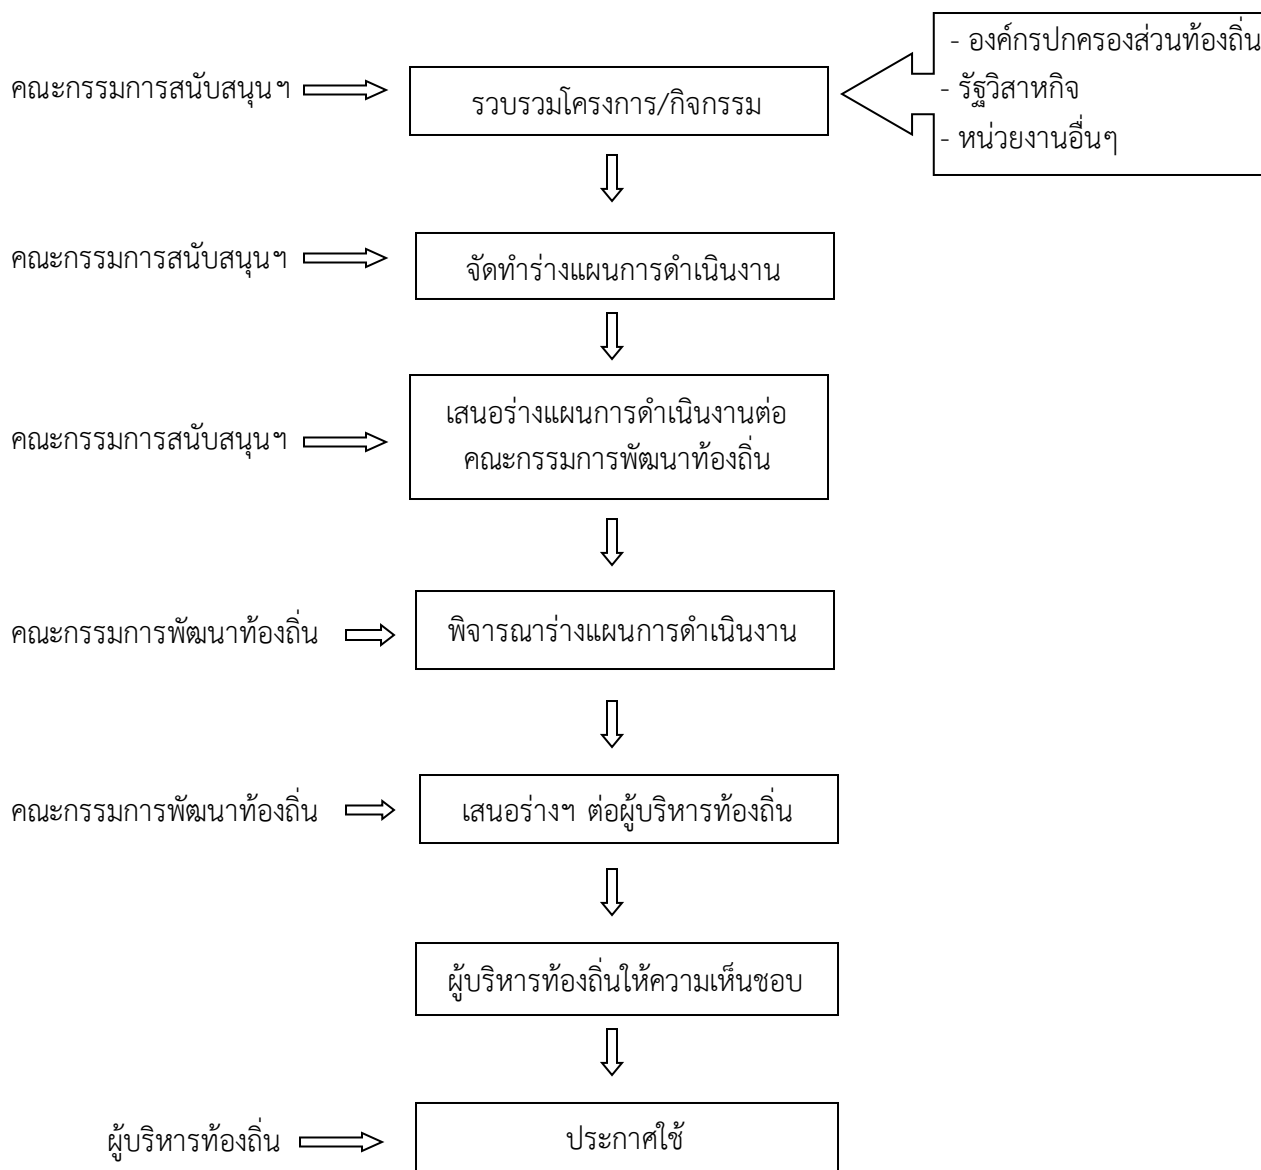 - องค์กรปกครองส่วนท้องถิ่น
คณะกรรมการสนับสนุนฯ
รวบรวมโครงการ/กิจกรรม
- รัฐวิสาหกิจ
- หน่วยงานอื่นๆ
คณะกรรมการสนับสนุนฯ
จัดทำร่างแผนการดำเนินงาน
คณะกรรมการสนับสนุนฯ
เสนอร่างแผนการดำเนินงานต่อ
คณะกรรมการพัฒนาท้องถิ่น
คณะกรรมการพัฒนาท้องถิ่น
พิจารณาร่างแผนการดำเนินงาน
คณะกรรมการพัฒนาท้องถิ่น
เสนอร่างฯ ต่อผู้บริหารท้องถิ่น
ผู้บริหารท้องถิ่นให้ความเห็นชอบ
ผู้บริหารท้องถิ่น
ประกาศใช้